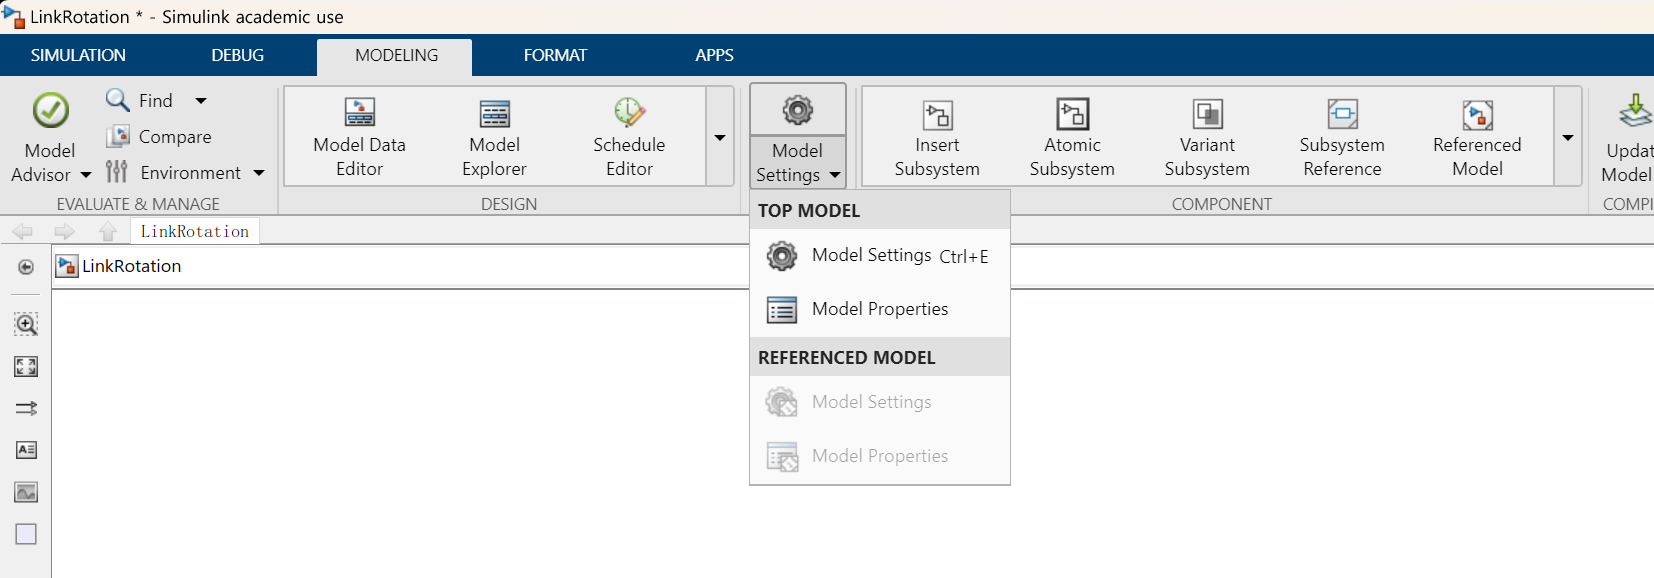 LinkRotation * - Simulink academic use
SIMULATION DEBUG MODELING FORMAT APPS
Model Advisor
Find
Compare
Environment
EVALUATE & MANAGE
Model Data Editor
Model Explorer
Schedule Editor
DESIGN
Model Settings
Insert Subsystem
Atomic Subsystem
Variant Subsystem
Subsystem Reference
Referenced Model
COMPONENT
Updat
Model
COMPI
LinkRotation
LinkRotation
TOP MODEL
Model Settings Ctrl+E
Model Properties
REFERENCED MODEL
Model Settings
Model Properties